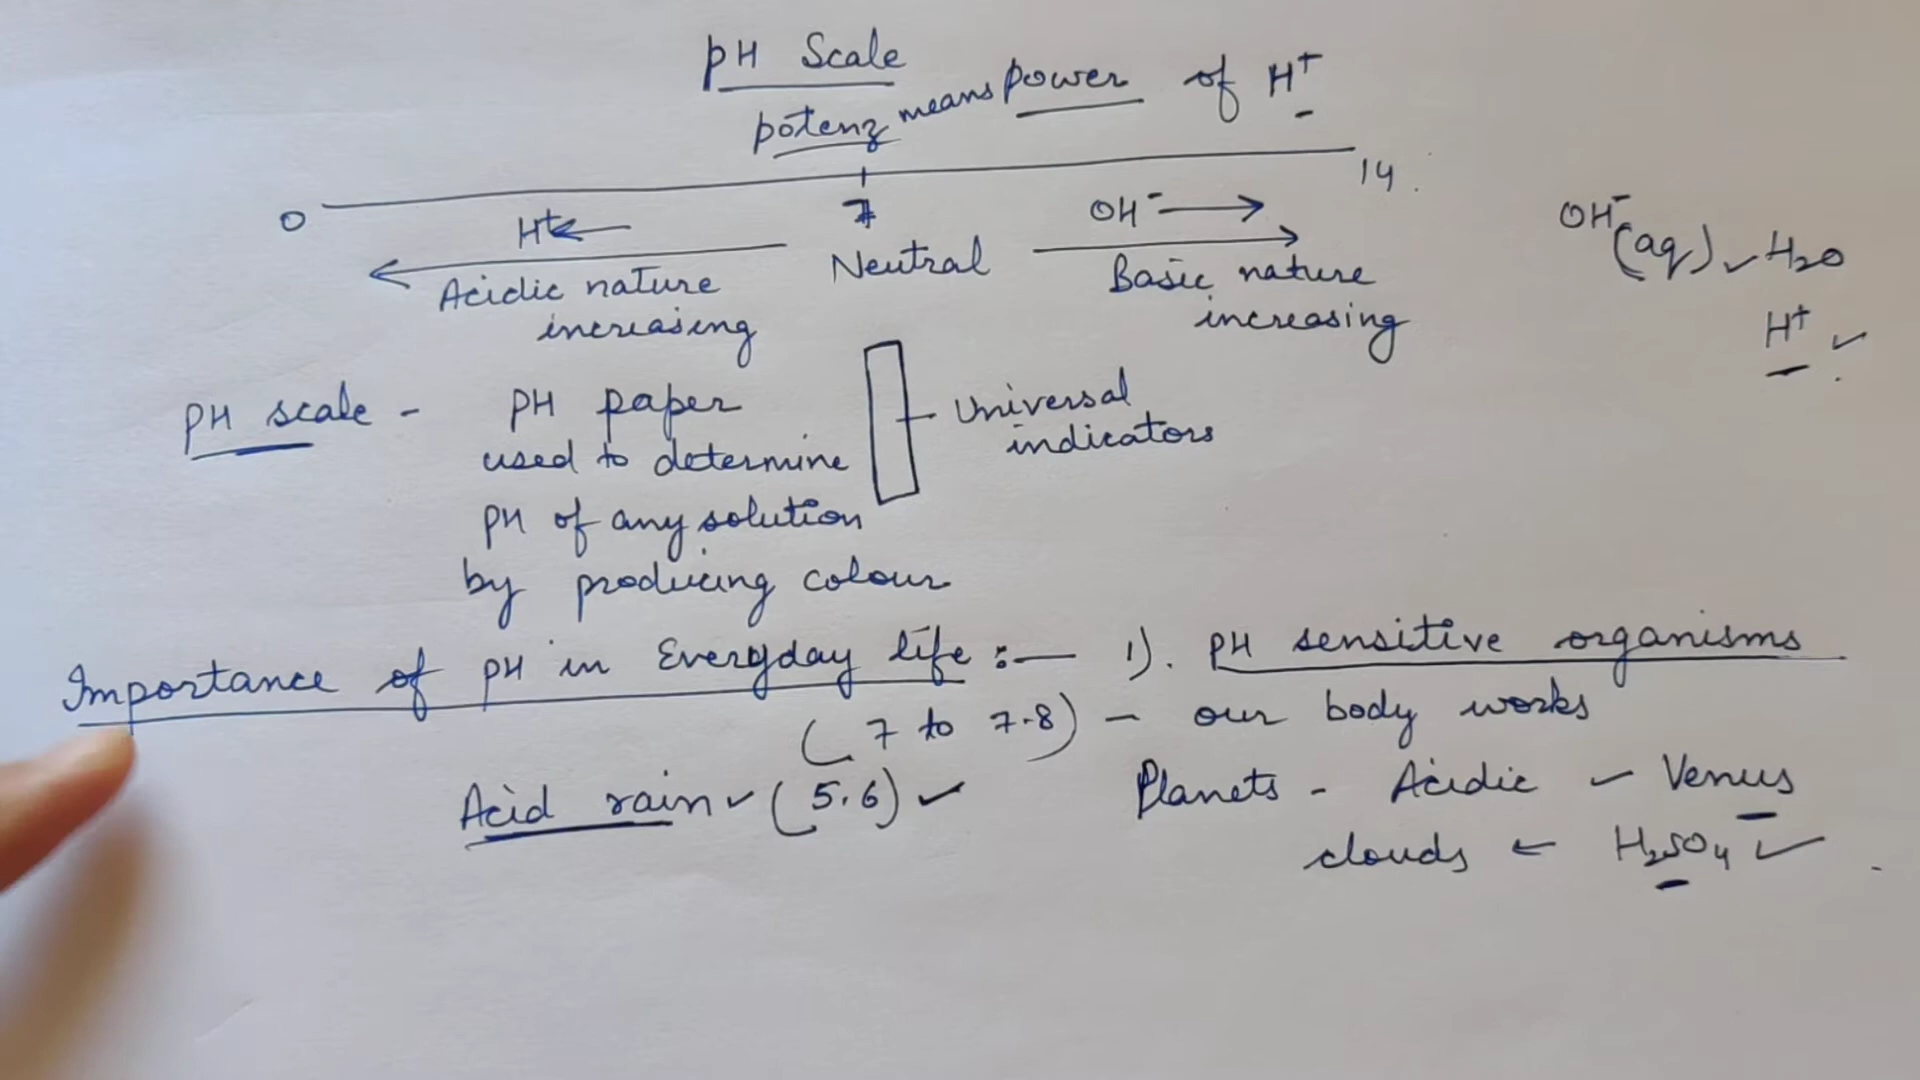 pH Scale
potenz means power of H⁺
0 7 14
H⁺ ← Neutral OH⁻ →
Acidic nature increasing
Basic nature increasing
OH⁻(aq) ✓ H₂O
H⁺ ✓
PH scale - PH paper
used to determine
PH of any solution
by producing colour
Universal
indicators
Importance of PH in Everyday life :— 1). PH sensitive organisms
(7 to 7.8) - our body works
Acid rain ✓ (5.6) ✓
Planets - Acidic - Venus
clouds ← H₂SO₄ ✓